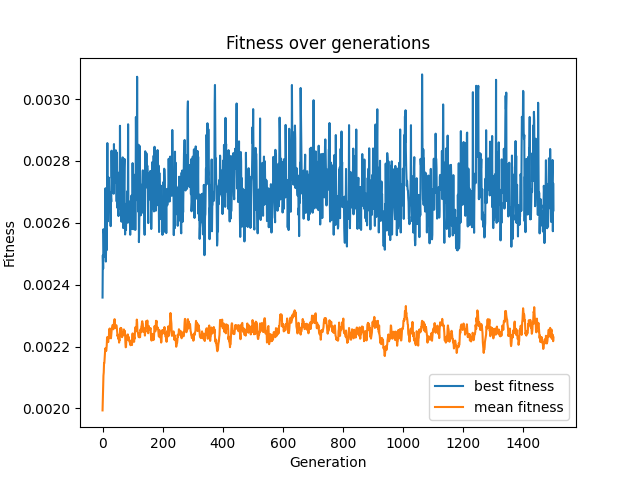 Fitness over generations
Fitness
0.0030
0.0028
0.0026
0.0024
0.0022
0.0020
best fitness
mean fitness
0 200 400 600 800 1000 1200 1400
Generation